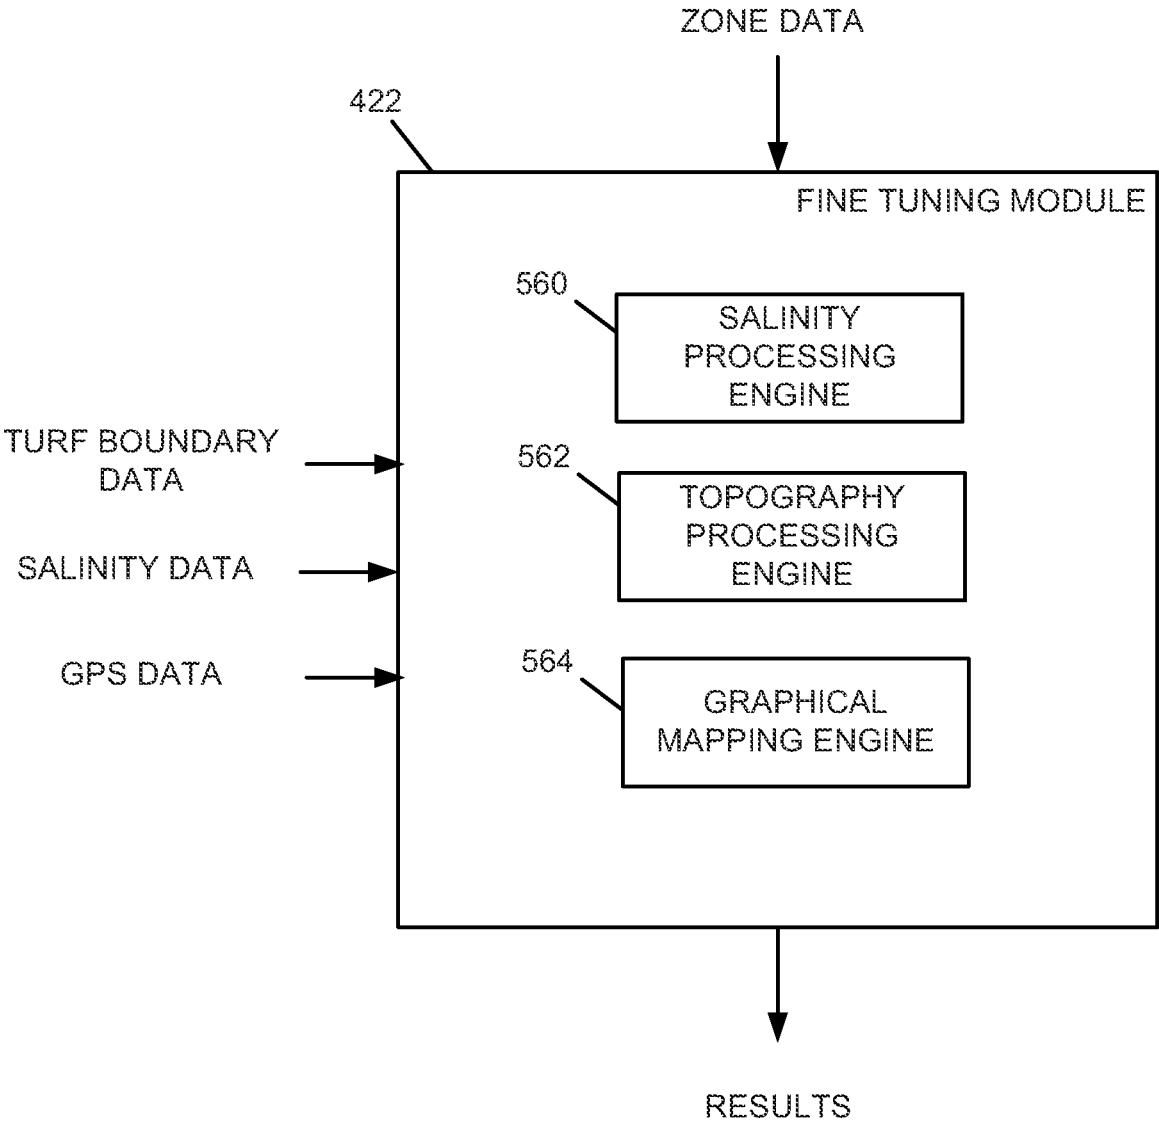 ZONE DATA
422
FINE TUNING MODULE
560
SALINITY
PROCESSING
ENGINE
TURF BOUNDARY
DATA
562
TOPOGRAPHY
PROCESSING
ENGINE
SALINITY DATA
GPS DATA
564
GRAPHICAL
MAPPING ENGINE
RESULTS